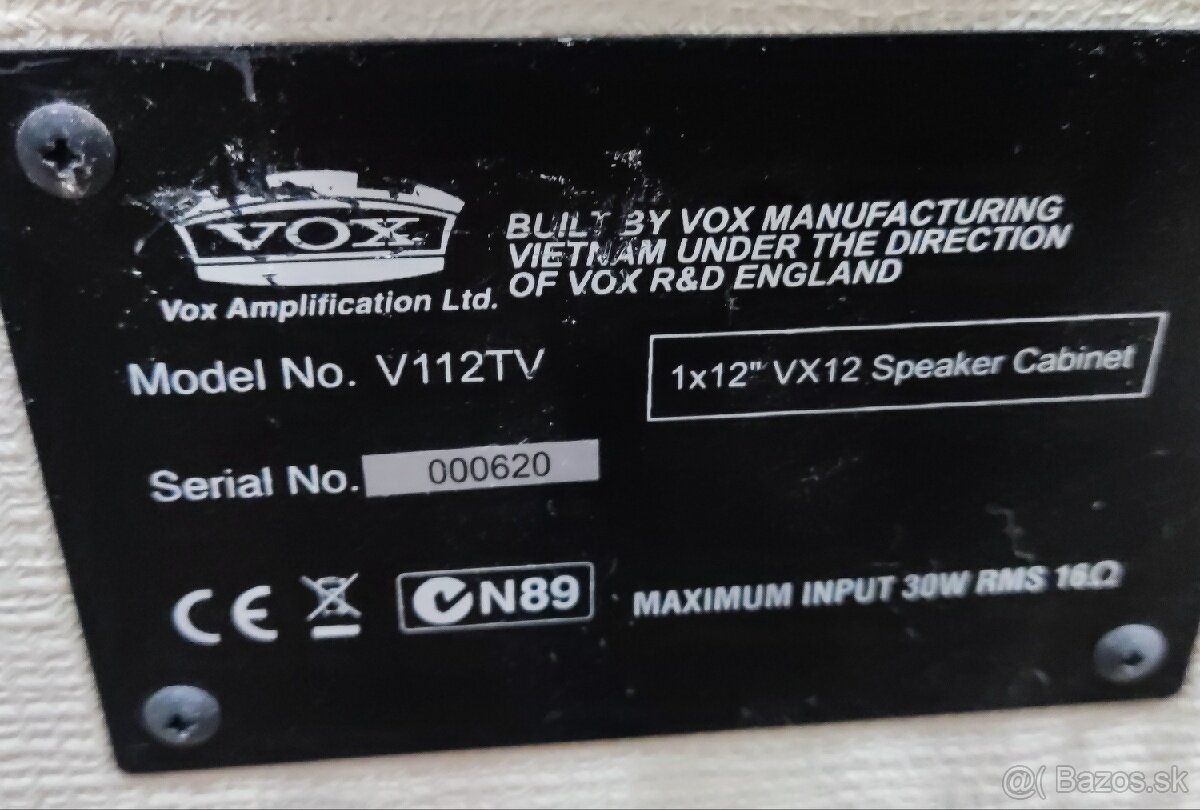 VOX
Vox Amplification Ltd.
BUILT BY VOX MANUFACTURING
VIETNAM UNDER THE DIRECTION
OF VOX R&D ENGLAND
Model No. V112TV
1x12" VX12 Speaker Cabinet
Serial No. 000620
CE N89
MAXIMUM INPUT 30W RMS 16Ω
@( Bazos.sk